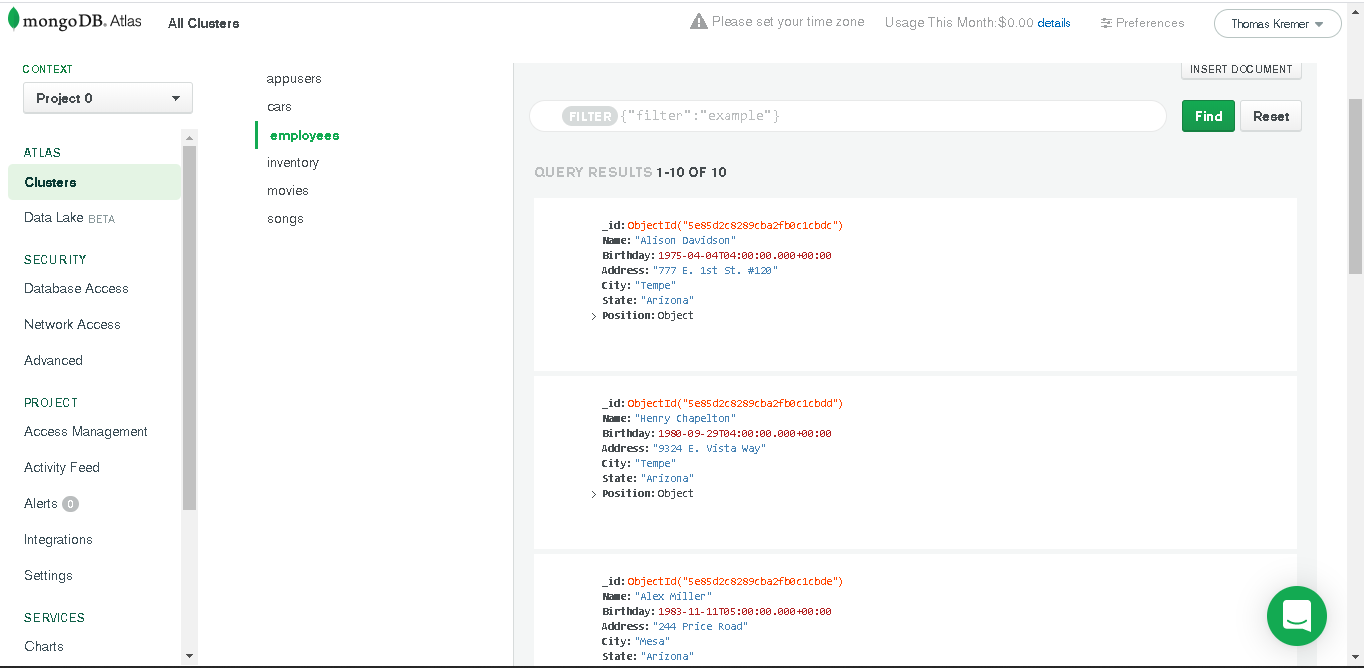 mongoDB. Atlas
All Clusters
Please set your time zone
Usage This Month:$0.00 details
Preferences
Thomas Kremer
CONTEXT
Project 0
ATLAS
Clusters
Data Lake BETA
SECURITY
Database Access
Network Access
Advanced
PROJECT
Access Management
Activity Feed
Alerts 0
Integrations
Settings
SERVICES
Charts
appusers
cars
employees
inventory
movies
songs
INSERT DOCUMENT
FILTER {"filter":"example"}
Find
Reset
QUERY RESULTS 1-10 OF 10
_id:ObjectId("5e85d2c8289cba2fb0c1cbdc")
Name:"Alison Davidson"
Birthday:1975-04-04T04:00:00.000+00:00
Address:"777 E. 1st St. #120"
City:"Tempe"
State:"Arizona"
Position:Object
_id:ObjectId("5e85d2c8289cba2fb0c1cbdd")
Name:"Henry Chapelton"
Birthday:1980-09-29T04:00:00.000+00:00
Address:"9324 E. Vista Way"
City:"Tempe"
State:"Arizona"
Position:Object
_id:ObjectId("5e85d2c8289cba2fb0c1cbde")
Name:"Alex Miller"
Birthday:1983-11-11T05:00:00.000+00:00
Address:"244 Price Road"
City:"Mesa"
State:"Arizona"